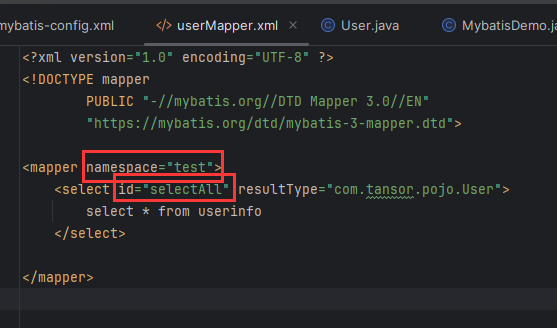 mybatis-config.xml
userMapper.xml
User.java
MybatisDemo.ja
<?xml version="1.0" encoding="UTF-8" ?>
<!DOCTYPE mapper
PUBLIC "-//mybatis.org//DTD Mapper 3.0//EN"
"https://mybatis.org/dtd/mybatis-3-mapper.dtd">
<mapper namespace="test">
<select id="selectAll" resultType="com.tansor.pojo.User">
select * from userinfo
</select>
</mapper>